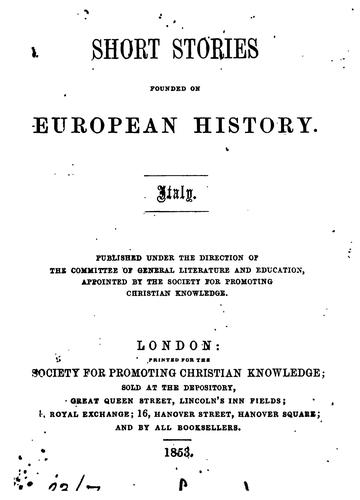 SHORT STORIES
FOUNDED ON
EUROPEAN HISTORY.
Italy.
PUBLISHED UNDER THE DIRECTION OF
THE COMMITTEE OF GENERAL LITERATURE AND EDUCATION,
APPOINTED BY THE SOCIETY FOR PROMOTING
CHRISTIAN KNOWLEDGE.
LONDON:
PRINTED FOR THE
SOCIETY FOR PROMOTING CHRISTIAN KNOWLEDGE;
SOLD AT THE DEPOSITORY,
GREAT QUEEN STREET, LINCOLN'S INN FIELDS;
4, ROYAL EXCHANGE; 16, HANOVER STREET, HANOVER SQUARE;
AND BY ALL BOOKSELLERS.
1853.